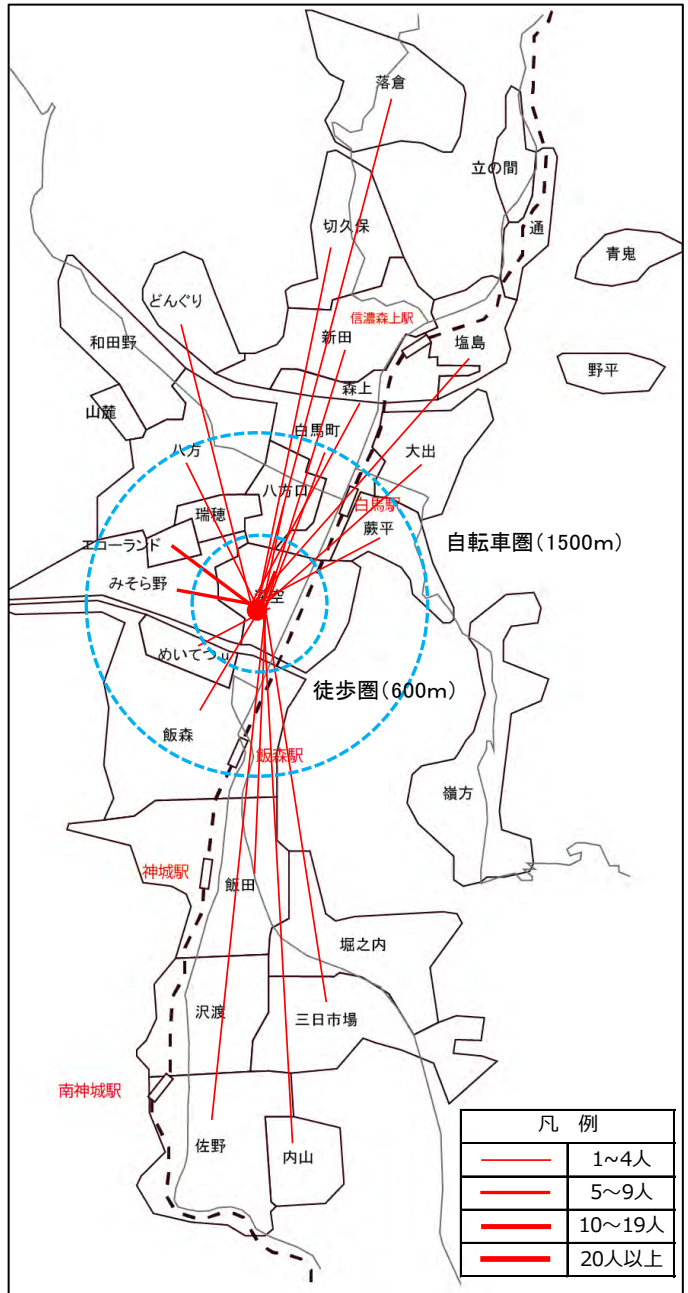 落倉
立の間
切久保
通
青鬼
どんぐり
信濃森上駅
新田
和田野
塩島
野平
森上
山麓
白馬町
八方
大出
八方口
白馬駅
瑞穂
蕨平
自転車圏(1500m)
エコーランド
みそら野
深空
めいてつ
徒歩圏(600m)
飯森
飯森駅
嶺方
神城駅
飯田
堀之内
沢渡
三日市場
南神城駅
佐野
内山
凡 例
1~4人
5~9人
10~19人
20人以上